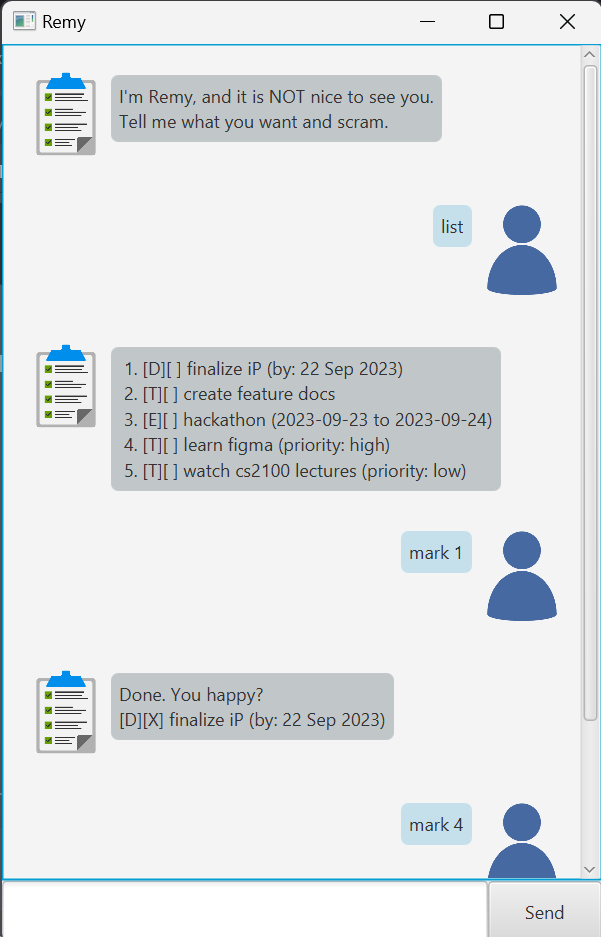 Remy
I'm Remy, and it is NOT nice to see you.
Tell me what you want and scram.
list
1. [D][ ] finalize iP (by: 22 Sep 2023)
2. [T][ ] create feature docs
3. [E][ ] hackathon (2023-09-23 to 2023-09-24)
4. [T][ ] learn figma (priority: high)
5. [T][ ] watch cs2100 lectures (priority: low)
mark 1
Done. You happy?
[D][X] finalize iP (by: 22 Sep 2023)
mark 4
Send